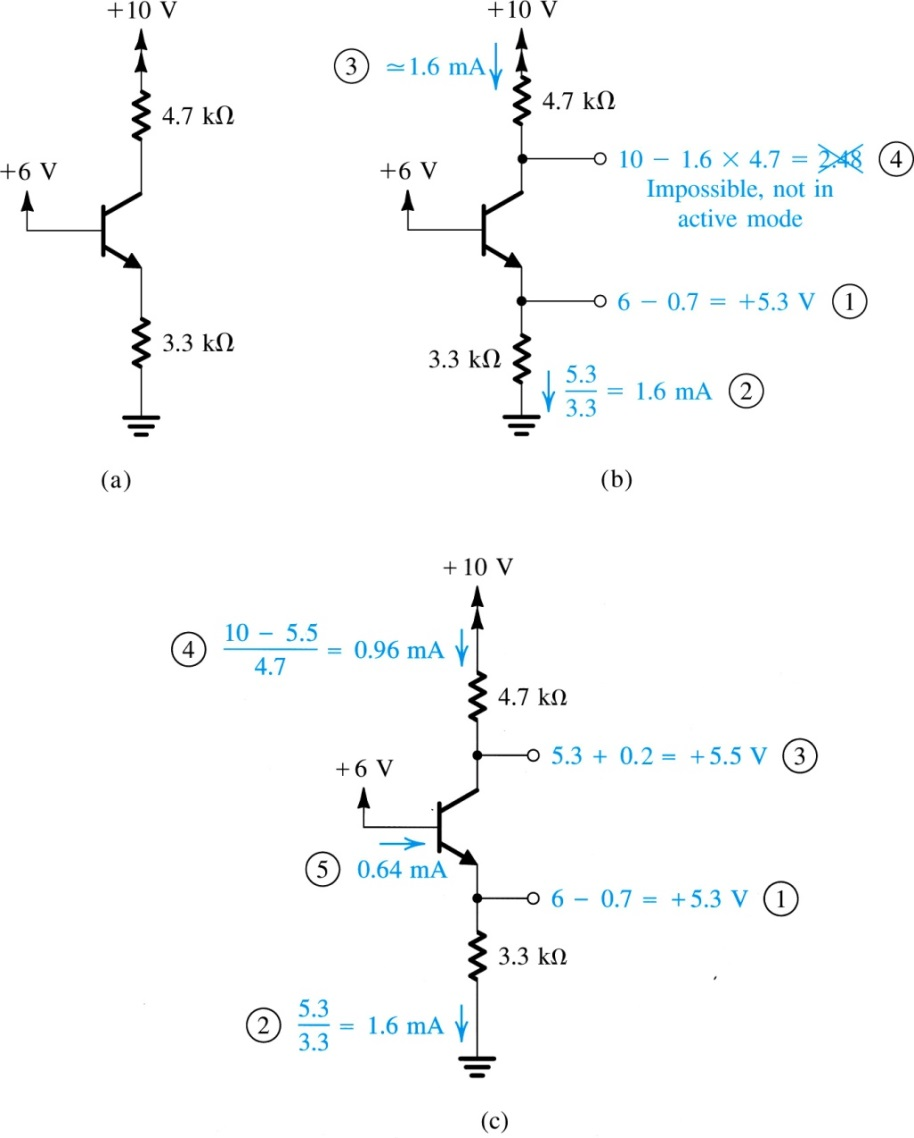 +10 V
4.7 kΩ
+6 V
3.3 kΩ
(a)
+10 V
③ ≃1.6 mA
4.7 kΩ
+6 V
10 − 1.6 × 4.7 = 2.48 ④
Impossible, not in
active mode
6 − 0.7 = +5.3 V ①
3.3 kΩ
5.3
3.3
= 1.6 mA ②
(b)
+10 V
④ 10 − 5.5
4.7
= 0.96 mA
4.7 kΩ
5.3 + 0.2 = +5.5 V ③
+6 V
⑤ 0.64 mA
6 − 0.7 = +5.3 V ①
3.3 kΩ
② 5.3
3.3
= 1.6 mA
(c)